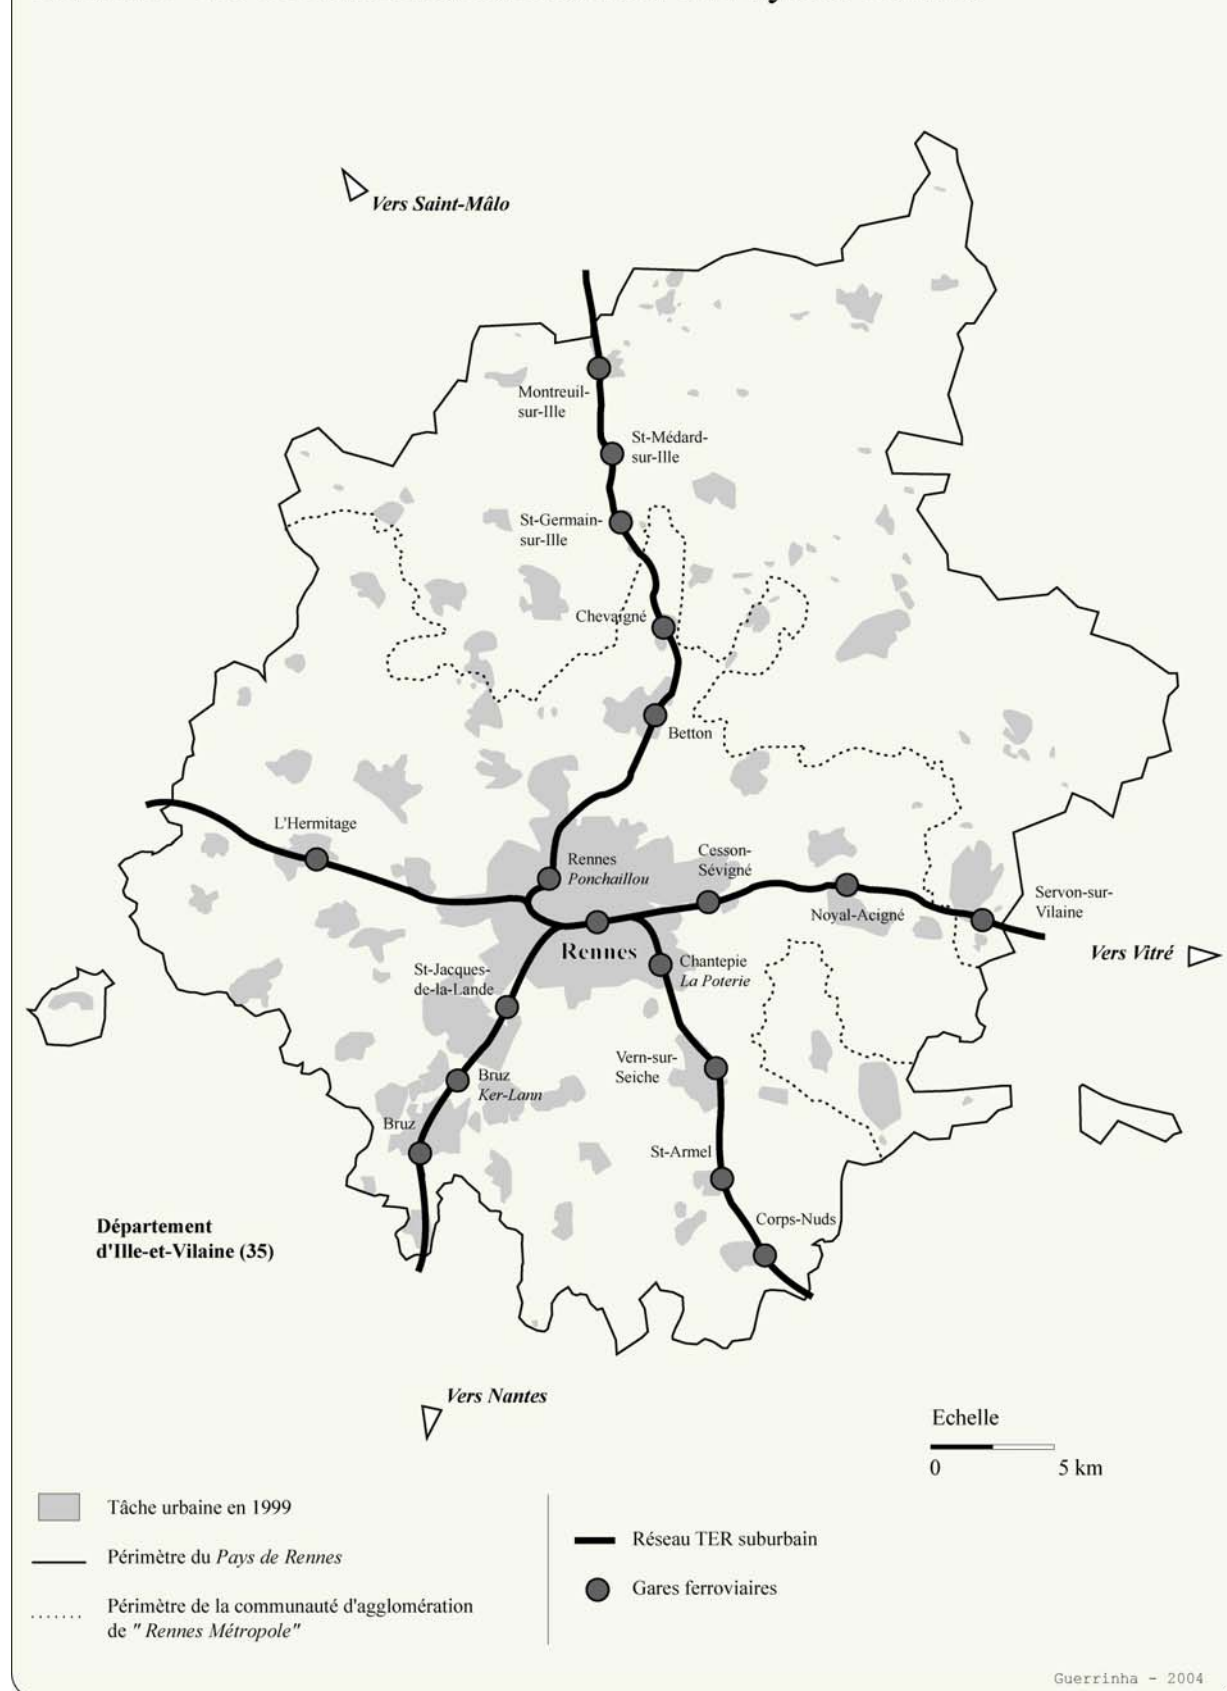 Vers Saint-Mâlo
Montreuil-
sur-Ille
St-Médard-
sur-Ille
St-Germain-
sur-Ille
Chevaigné
Betton
L'Hermitage
Rennes
Ponchaillou
Cesson-
Sévigné
Noyal-Acigné
Servon-sur-
Vilaine
Vers Vitré
Rennes
Chantepie
La Poterie
St-Jacques-
de-la-Lande
Vern-sur-
Seiche
Bruz
Ker-Lann
Bruz
St-Armel
Corps-Nuds
Département
d'Ille-et-Vilaine (35)
Vers Nantes
Echelle
0 5 km
Tâche urbaine en 1999
Périmètre du Pays de Rennes
Périmètre de la communauté d'agglomération
de " Rennes Métropole"
Réseau TER suburbain
Gares ferroviaires
Guerrinha - 2004